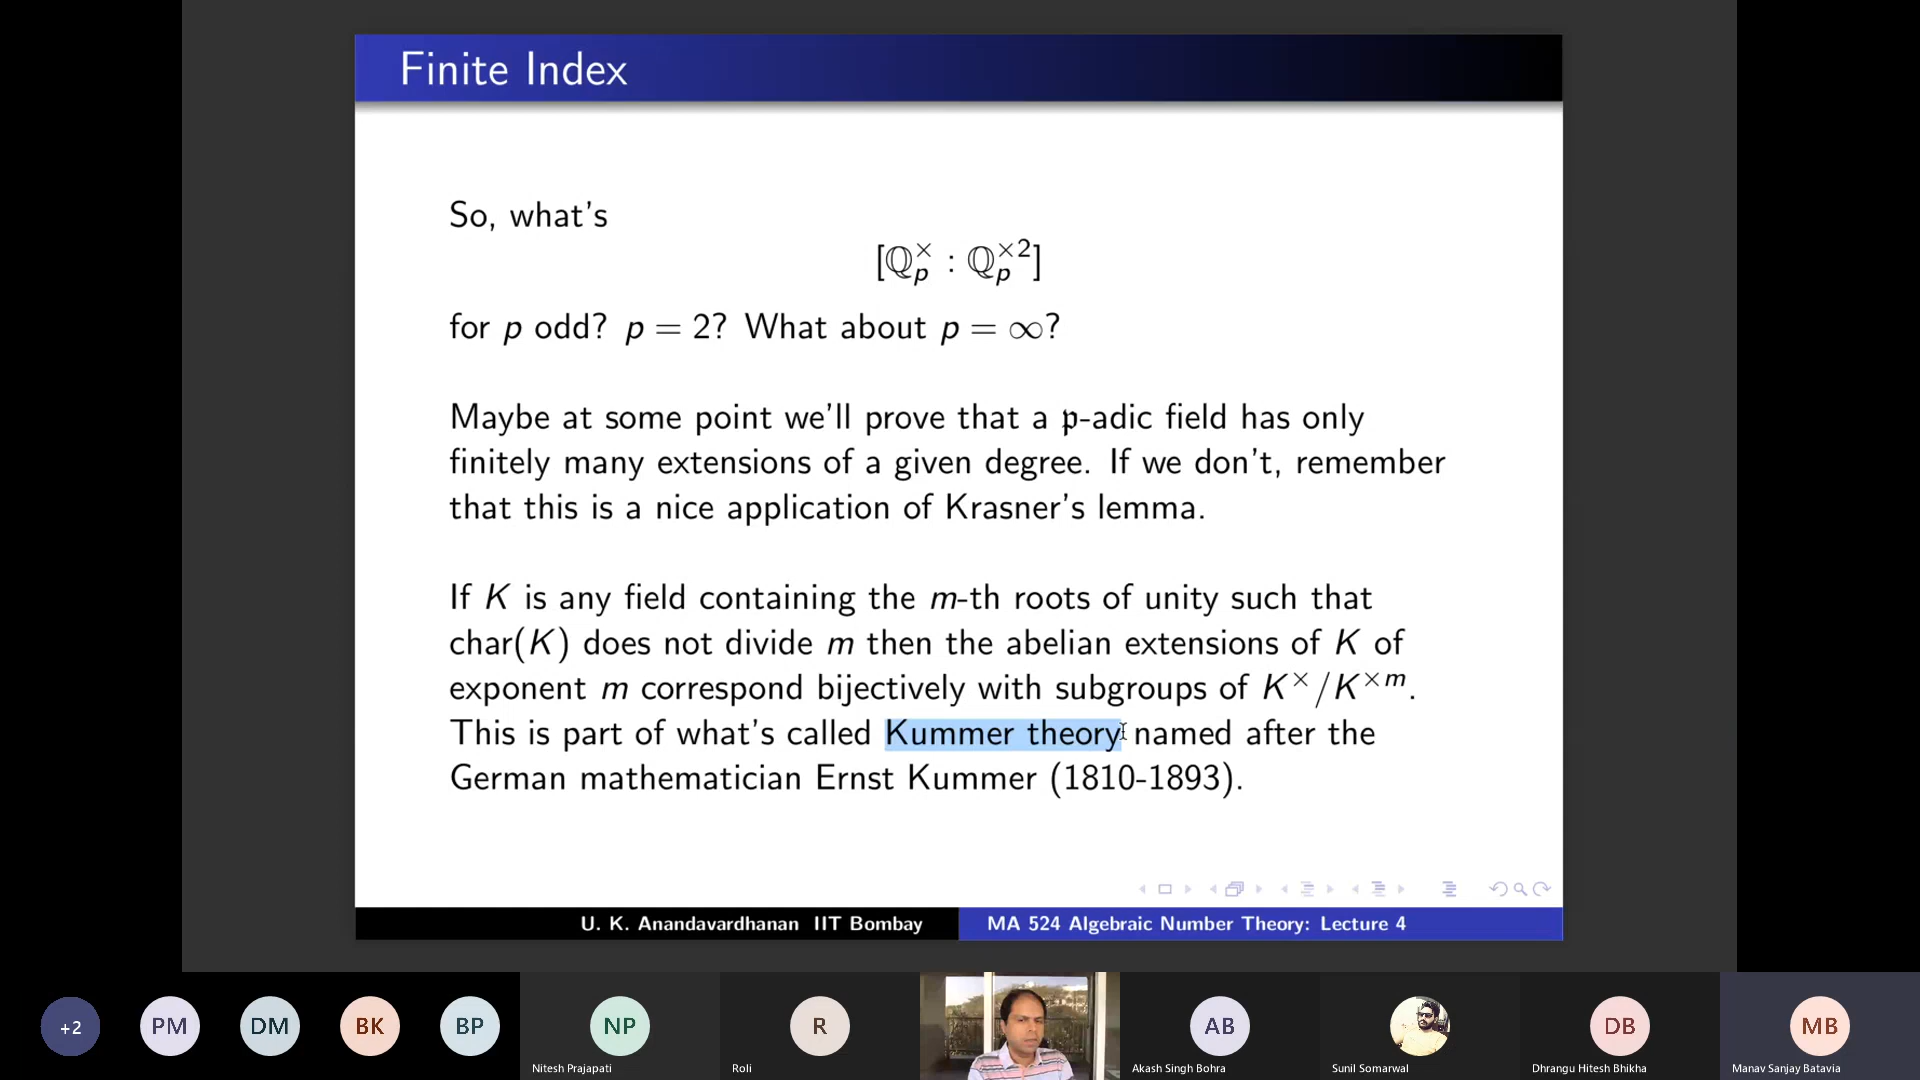 Finite Index
So, what's
[ℚₚ^× : ℚₚ^×2]
for p odd? p = 2? What about p = ∞?
Maybe at some point we'll prove that a 𝔭-adic field has only
finitely many extensions of a given degree. If we don't, remember
that this is a nice application of Krasner's lemma.
If K is any field containing the m-th roots of unity such that
char(K) does not divide m then the abelian extensions of K of
exponent m correspond bijectively with subgroups of K^×/K^×m.
This is part of what's called Kummer theory named after the
German mathematician Ernst Kummer (1810-1893).
U. K. Anandavardhanan IIT Bombay MA 524 Algebraic Number Theory: Lecture 4
+2 PM DM BK BP NP R AB DB MB
Nitesh Prajapati Roli Akash Singh Bohra Sunil Somarwal Dhrangu Hitesh Bhikha Manav Sanjay Batavia